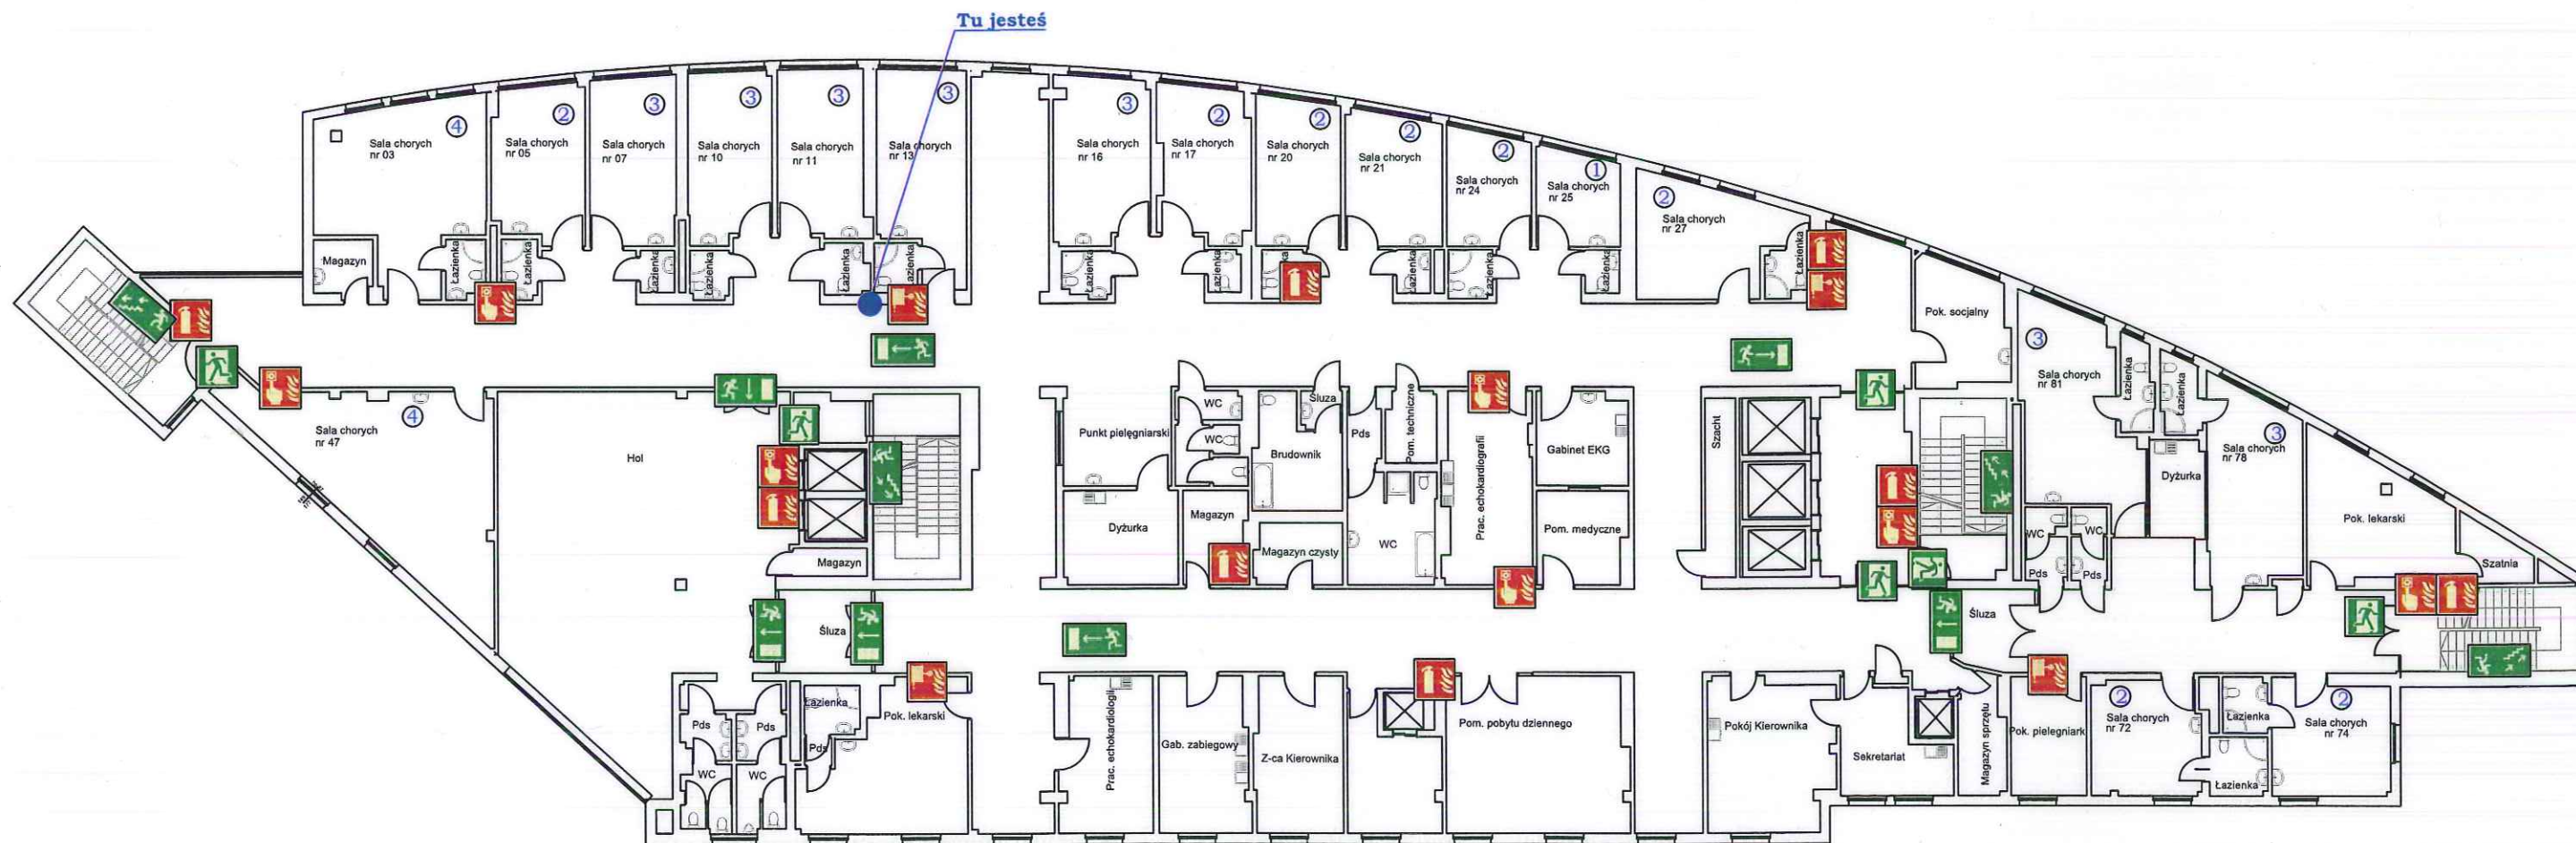 Tu jesteś
4
Sala chorych
nr 03
2
Sala chorych
nr 05
3
Sala chorych
nr 07
3
Sala chorych
nr 10
3
Sala chorych
nr 11
3
Sala chorych
nr 13
3
Sala chorych
nr 16
2
Sala chorych
nr 17
2
Sala chorych
nr 20
2
Sala chorych
nr 21
2
Sala chorych
nr 24
1
Sala chorych
nr 25
2
Sala chorych
nr 27
Magazyn
Łazienka
Łazienka
Łazienka
Łazienka
Łazienka
Łazienka
Łazienka
Łazienka
Łazienka
Łazienka
Łazienka
Łazienka
Pok. socjalny
3
Sala chorych
nr 81
Łazienka
Łazienka
3
Sala chorych
nr 78
Dyżurka
Pok. lekarski
Szatnia
4
Sala chorych
nr 47
Hol
Magazyn
Śluza
Punkt pielęgniarski
WC
WC
Śluza
Brudownik
Pds
Pom. techniczne
Prac. echokardiografii
Gabinet EKG
Szacht
Dyżurka
Magazyn
Magazyn czysty
WC
Pom. medyczne
WC
WC
Pds
Pds
Śluza
Łazienka
Pok. lekarski
Pds
Pds
Pds
WC
WC
Prac. echokardiologii
Gab. zabiegowy
Z-ca Kierownika
Pom. pobytu dziennego
Pokój Kierownika
Sekretariat
Magazyn sprzętu
Pok. pielęgniark
2
Sala chorych
nr 72
Łazienka
Łazienka
2
Sala chorych
nr 74